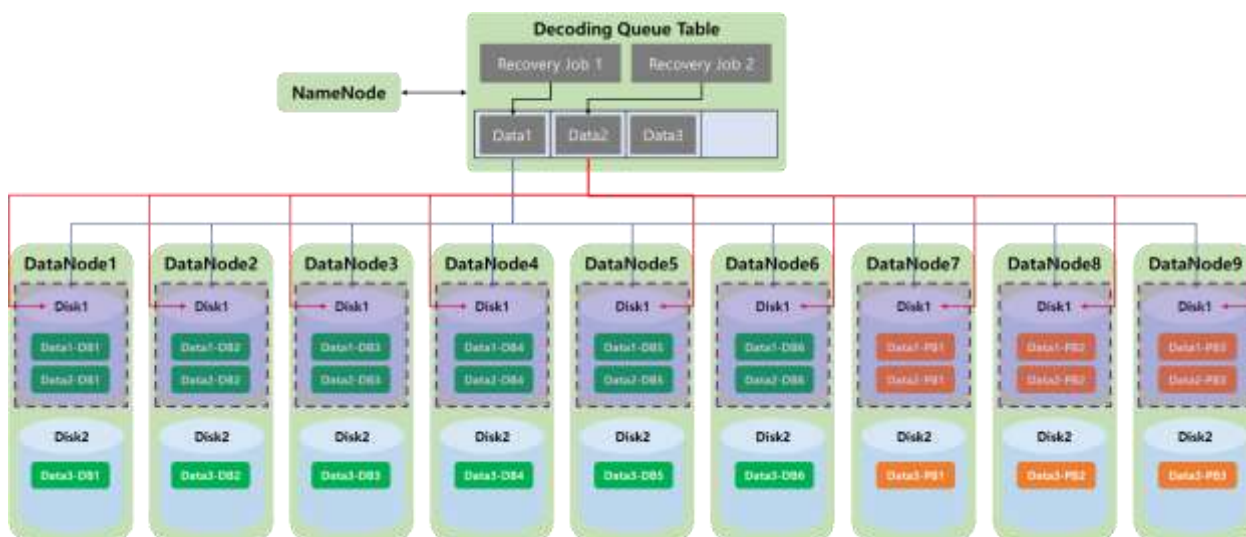 Decoding Queue Table
Recovery Job 1 Recovery Job 2
NameNode
Data1 Data2 Data3
DataNode1 DataNode2 DataNode3 DataNode4 DataNode5 DataNode6 DataNode7 DataNode8 DataNode9
Disk1 Disk1 Disk1 Disk1 Disk1 Disk1 Disk1 Disk1 Disk1
Data1-DB1 Data1-DB2 Data1-DB3 Data1-DB4 Data1-DB5 Data1-DB6 Data1-PB1 Data1-PB2 Data1-PB3
Data2-DB1 Data2-DB2 Data2-DB3 Data2-DB4 Data2-DB5 Data2-DB6 Data2-PB1 Data2-PB2 Data2-PB3
Disk2 Disk2 Disk2 Disk2 Disk2 Disk2 Disk2 Disk2 Disk2
Data3-DB1 Data3-DB2 Data3-DB3 Data3-DB4 Data3-DB5 Data3-DB6 Data3-PB1 Data3-PB2 Data3-PB3